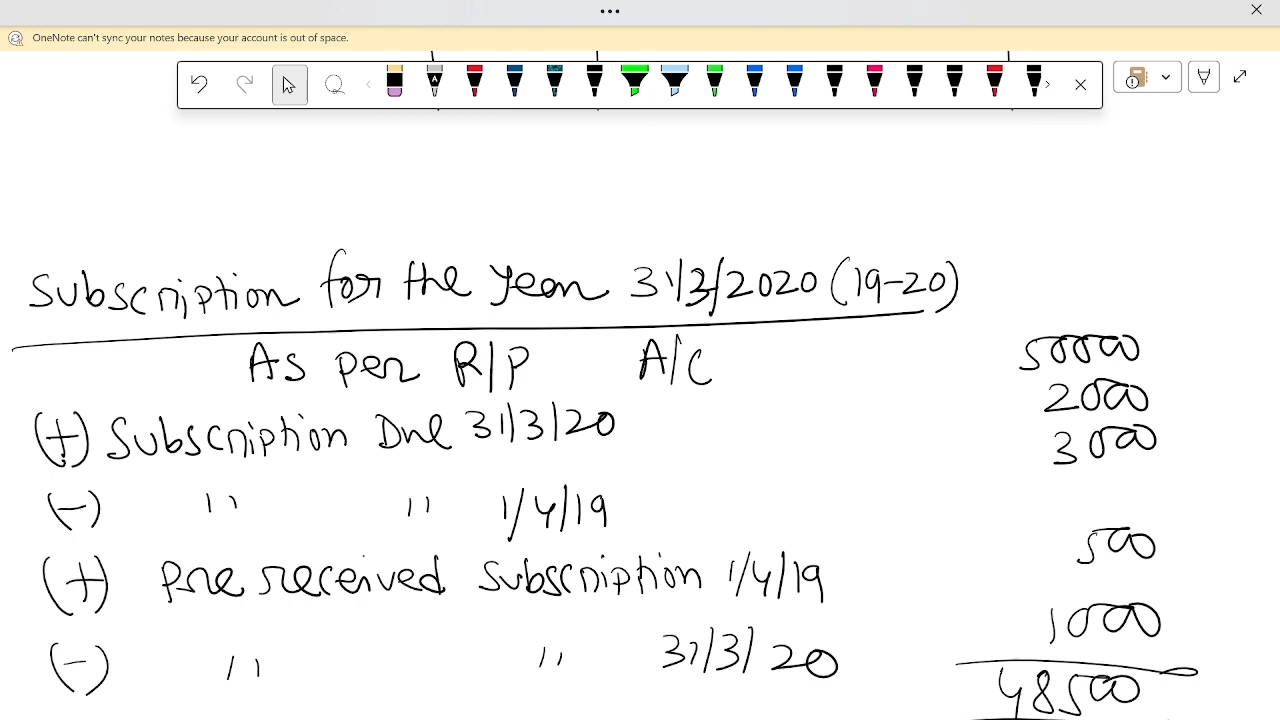 OneNote can't sync your notes because your account is out of space.
Subscription for the Year 31/3/2020 (19-20)
As per R/P A/C 50000
(+) Subscription Due 31/3/20 2000
(-) " " 1/4/19 3000
(+) Pre received Subscription 1/4/19 500
(-) " " 31/3/20 1000
48500